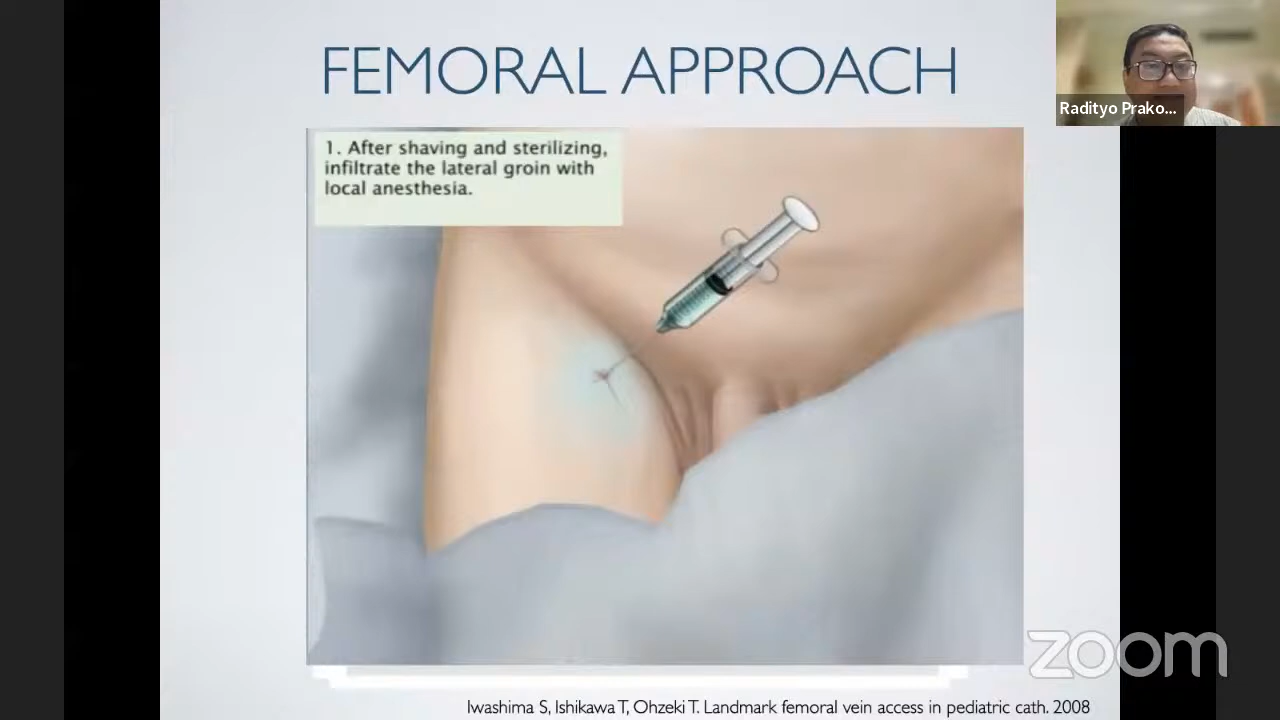 FEMORAL APPROACH
Radityo Prako...
1. After shaving and sterilizing,
infiltrate the lateral groin with
local anesthesia.
zoom
Iwashima S, Ishikawa T, Ohzeki T. Landmark femoral vein access in pediatric cath. 2008